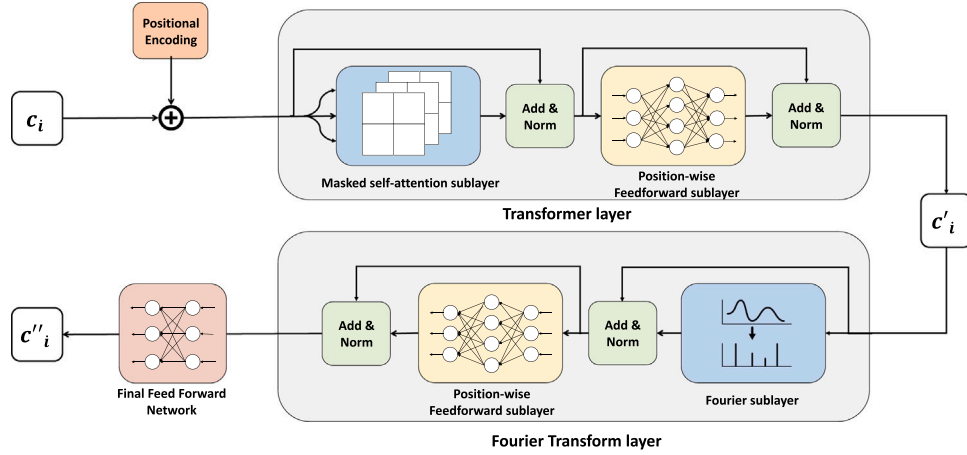 Positional
Encoding
c_i
Add &
Norm
Add &
Norm
Masked self-attention sublayer
Position-wise
Feedforward sublayer
Transformer layer
c'_i
c''_i
Add &
Norm
Add &
Norm
Final Feed Forward
Network
Position-wise
Feedforward sublayer
Fourier sublayer
Fourier Transform layer